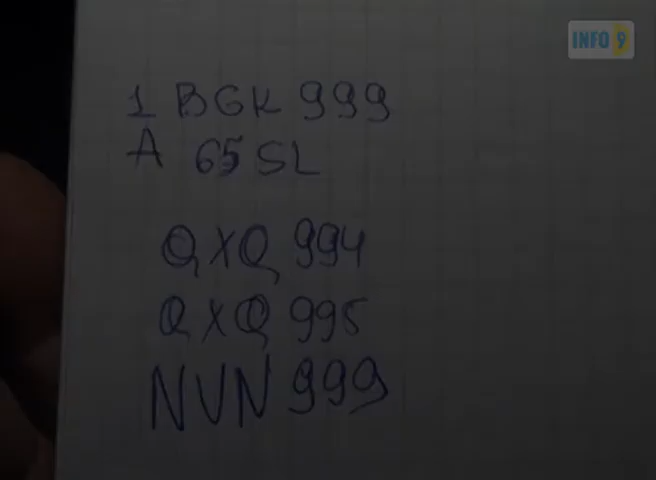 INFO 9
1 BGK 999
A 65 SL
QXQ 994
QXQ 995
NVN 999